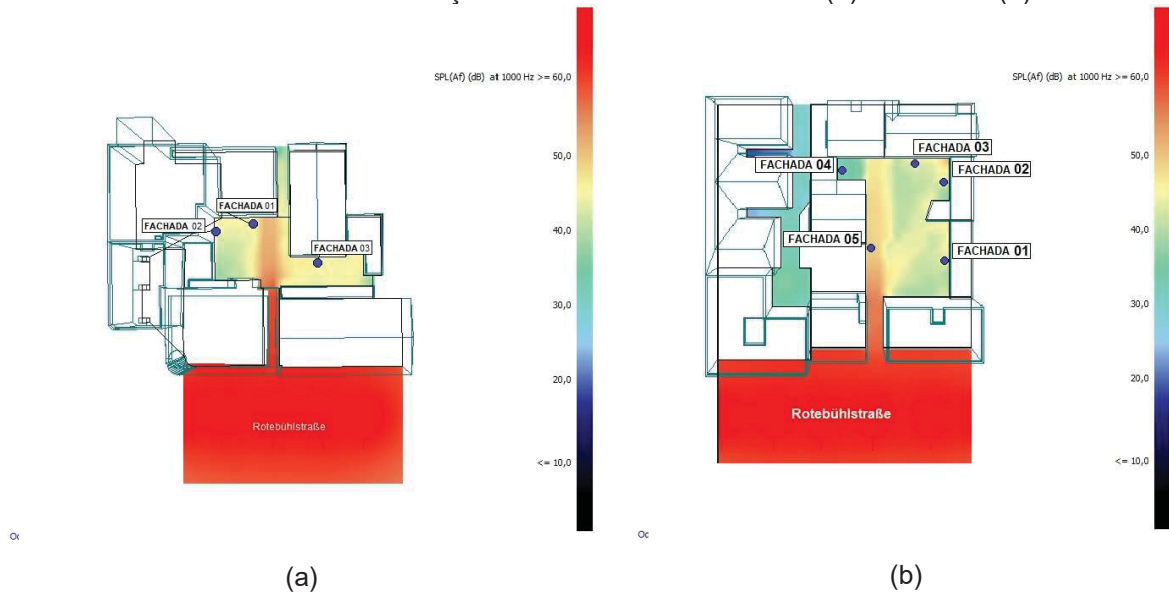 SPL(Af) (dB) at 1000 Hz >= 60,0
50,0
40,0
30,0
20,0
<= 10,0
FACHADA 01
FACHADA 02
FACHADA 03
Rotebühlstraße
(a)
SPL(Af) (dB) at 1000 Hz >= 60,0
50,0
40,0
30,0
20,0
<= 10,0
FACHADA 03
FACHADA 04
FACHADA 02
FACHADA 05
FACHADA 01
Rotebühlstraße
(b)